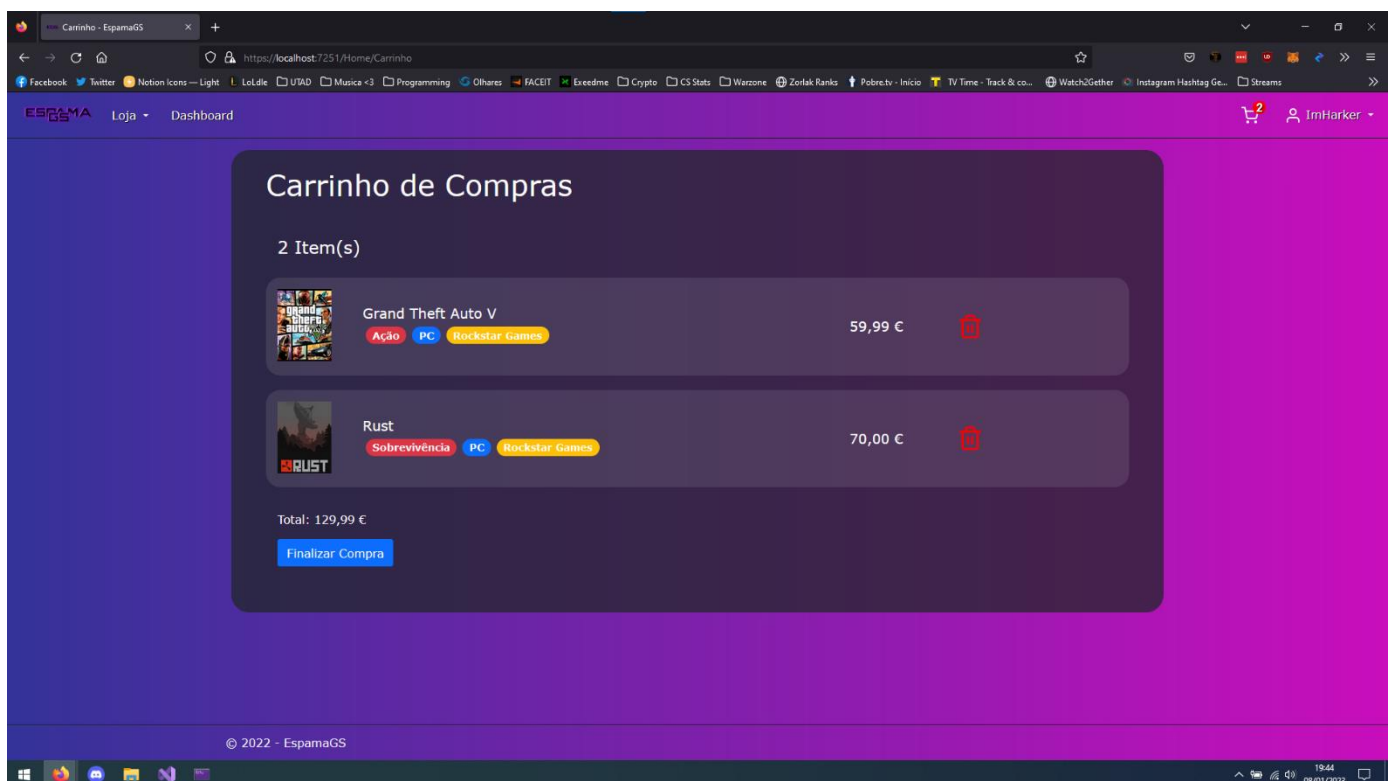 Carrinho - EspamaGS
https://localhost:7251/Home/Carrinho
Facebook Twitter Notion Icons — Light LoLdle UTAD Musica <3 Programming Olhares FACEIT Exeedme Crypto CS Stats Warzone Zorlak Ranks Pobre.tv - Início TV Time - Track & co... Watch2Gether Instagram Hashtag Ge... Streams
ESPAMA GS Loja Dashboard 2 ImHarker
Carrinho de Compras
2 Item(s)
Grand Theft Auto V
Ação PC Rockstar Games
59,99 €
Rust
Sobrevivência PC Rockstar Games
70,00 €
RUST
Total: 129,99 €
Finalizar Compra
© 2022 - EspamaGS
19:44